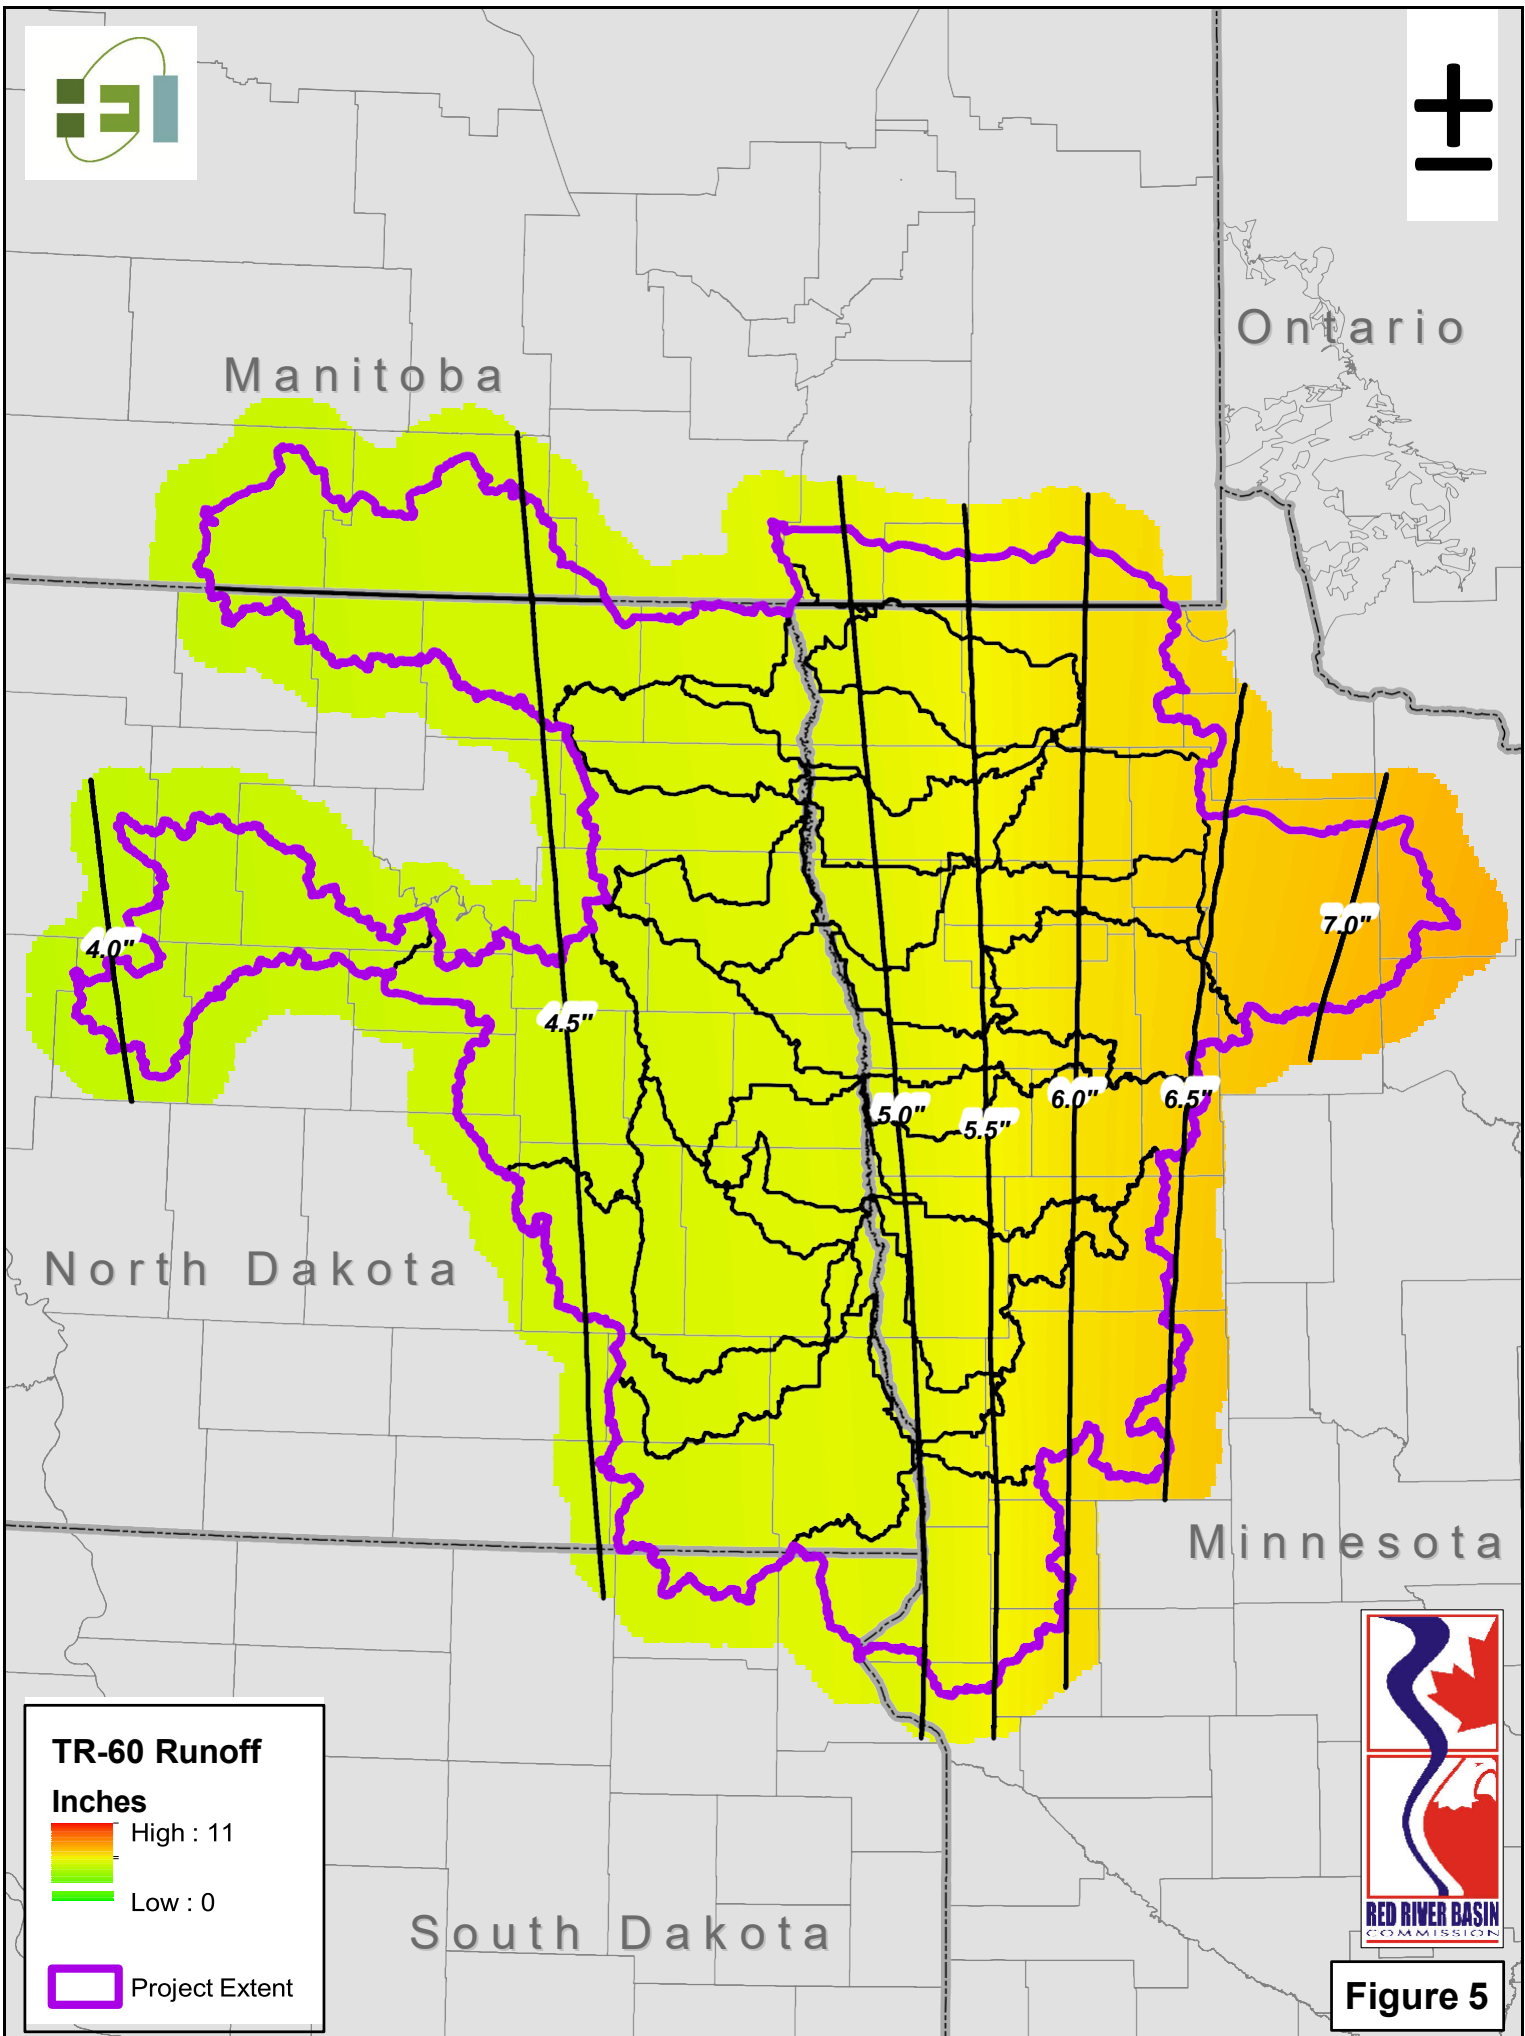 Ontario
Manitoba
4.0"
7.0"
4.5"
5.0"
5.5"
6.0"
6.5"
North Dakota
Minnesota
South Dakota
TR-60 Runoff
Inches
High : 11
Low : 0
Project Extent
RED RIVER BASIN
COMMISSION
Figure 5